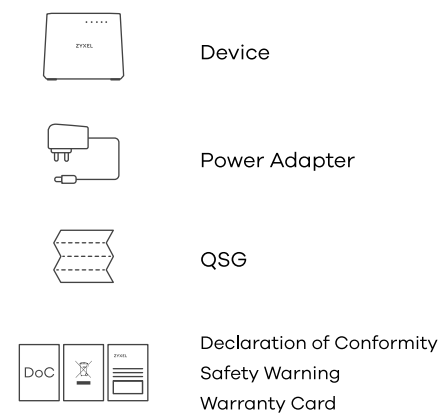 ZYXEL
Device
Power Adapter
QSG
DoC
ZYXEL
Declaration of Conformity
Safety Warning
Warranty Card